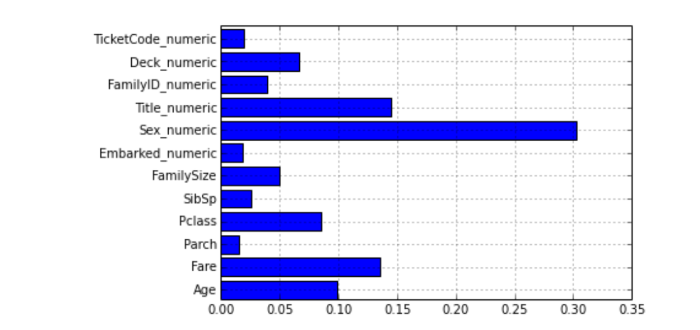 TicketCode_numeric
Deck_numeric
FamilyID_numeric
Title_numeric
Sex_numeric
Embarked_numeric
FamilySize
SibSp
Pclass
Parch
Fare
Age
0.00 0.05 0.10 0.15 0.20 0.25 0.30 0.35